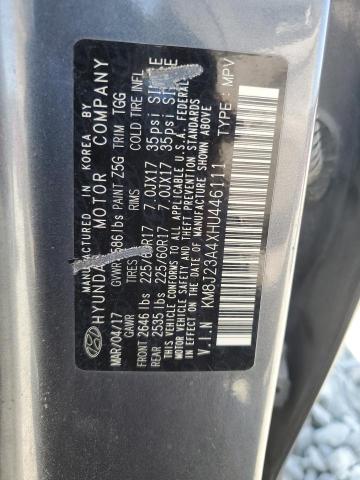 MANUFACTURED IN KOREA BY
HYUNDAI MOTOR COMPANY
MAR/04/17 GVWR 586 lbs PAINT Z5G TRIM TGG
GAWR TIRES RIMS COLD TIRE INFL
FRONT 2646 lbs 225/60R17 7.0JX17 35psi
REAR 2535 lbs 225/60R17 7.0JX17 35psi
THIS VEHICLE CONFORMS TO ALL APPLICABLE U.S.A. FEDERAL
MOTOR VEHICLE SAFETY
STANDARDS IN EFFECT ON THE DATE OF MANUFACTURE SHOWN ABOVE.
V.I.N KM8J23A4XHU446111 TYPE: MPV